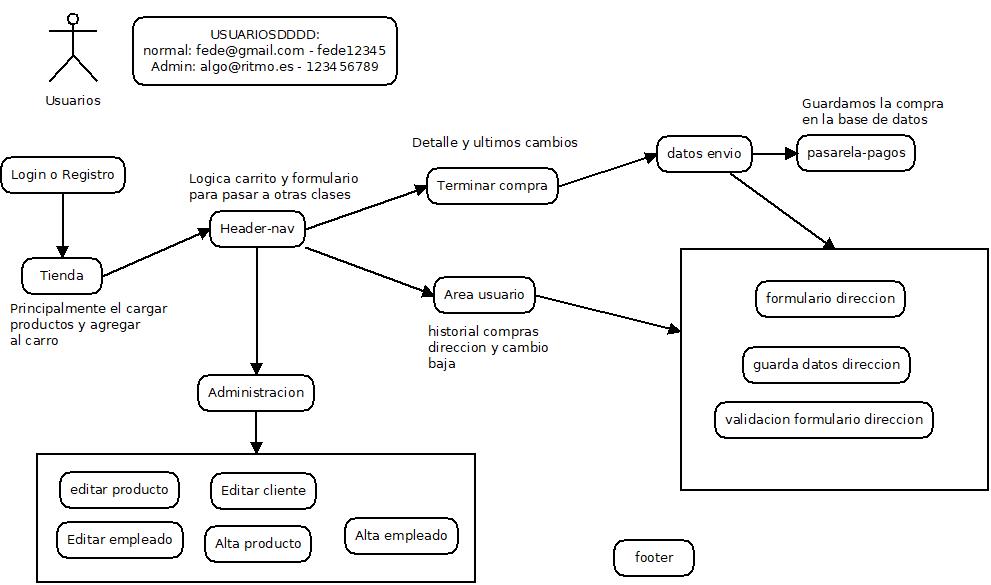 USUARIOSDDDD:
normal: fede@gmail.com - fede12345
Admin: algo@ritmo.es - 123456789
Usuarios
Guardamos la compra
en la base de datos
Detalle y ultimos cambios
datos envio
pasarela-pagos
Login o Registro
Logica carrito y formulario
para pasar a otras clases
Terminar compra
Header-nav
Tienda
Principalmente el cargar
productos y agregar
al carro
Area usuario
historial compras
direccion y cambio
baja
formulario direccion
guarda datos direccion
validacion formulario direccion
Administracion
editar producto
Editar cliente
Editar empleado
Alta producto
Alta empleado
footer